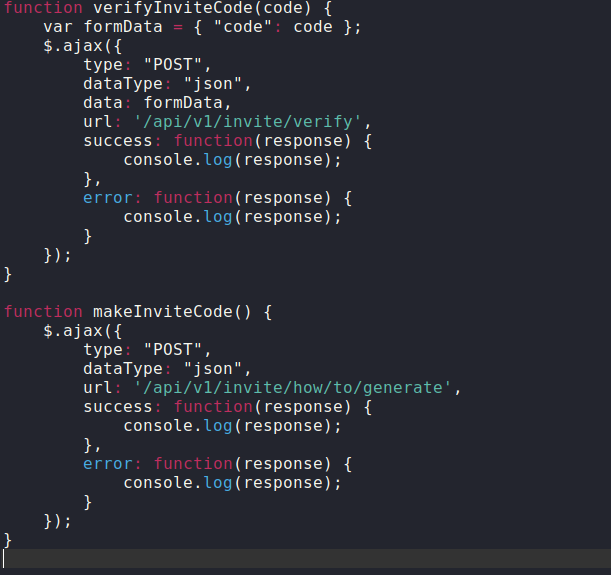 function verifyInviteCode(code) {
    var formData = { "code": code };
    $.ajax({
        type: "POST",
        dataType: "json",
        data: formData,
        url: '/api/v1/invite/verify',
        success: function(response) {
            console.log(response);
        },
        error: function(response) {
            console.log(response);
        }
    });
}

function makeInviteCode() {
    $.ajax({
        type: "POST",
        dataType: "json",
        url: '/api/v1/invite/how/to/generate',
        success: function(response) {
            console.log(response);
        },
        error: function(response) {
            console.log(response);
        }
    });
}